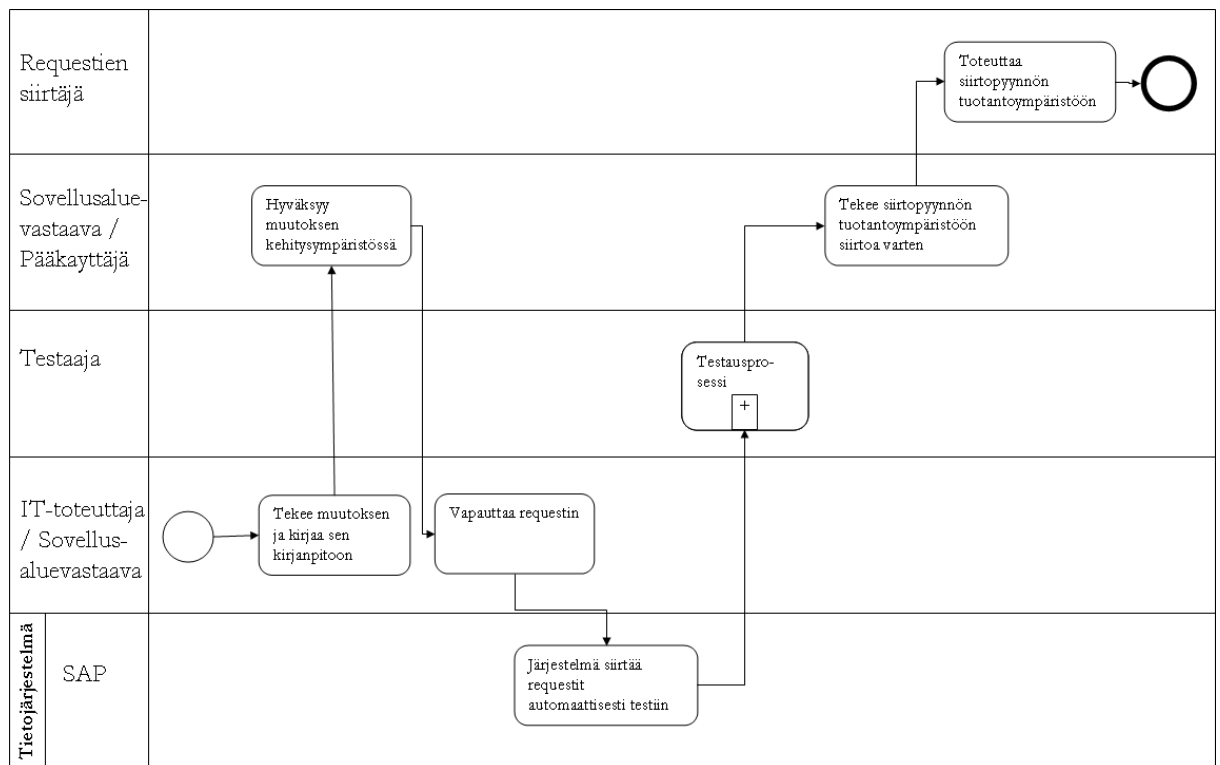 Requestien
siirtäjä
Toteuttaa
siirtopyynnön
tuotantoympäristöön
Sovellusalue-
vastaava /
Pääkayttäjä
Hyväksyy
muutoksen
kehitysympäristössä
Tekee siirtopyynnön
tuotantoympäristöön
siirtoa varten
Testaaja
Testauspro-
sessi
+
IT-toteuttaja
/ Sovellus-
aluevastaava
Tekee muutoksen
ja kirjaa sen
kirjanpitoon
Vapauttaa requestin
Tietojärjestelmä
SAP
Järjestelmä siirtää
requestit
automaattisesti testiin